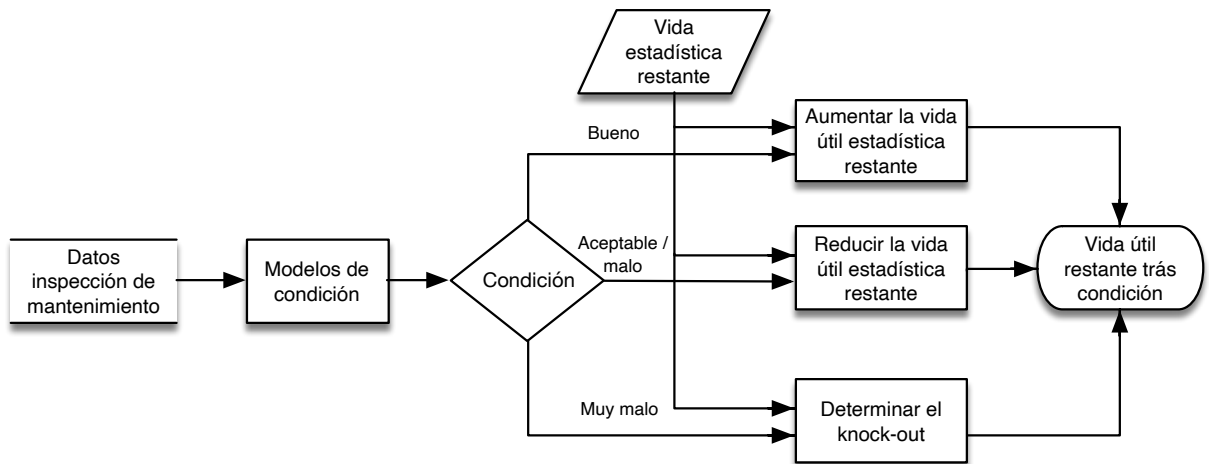 Vida
estadística
restante
Bueno
Aumentar la vida
útil estadística
restante
Datos
inspección de
mantenimiento
Modelos de
condición
Condición
Aceptable /
malo
Reducir la vida
útil estadística
restante
Vida útil
restante trás
condición
Muy malo
Determinar el
knock-out